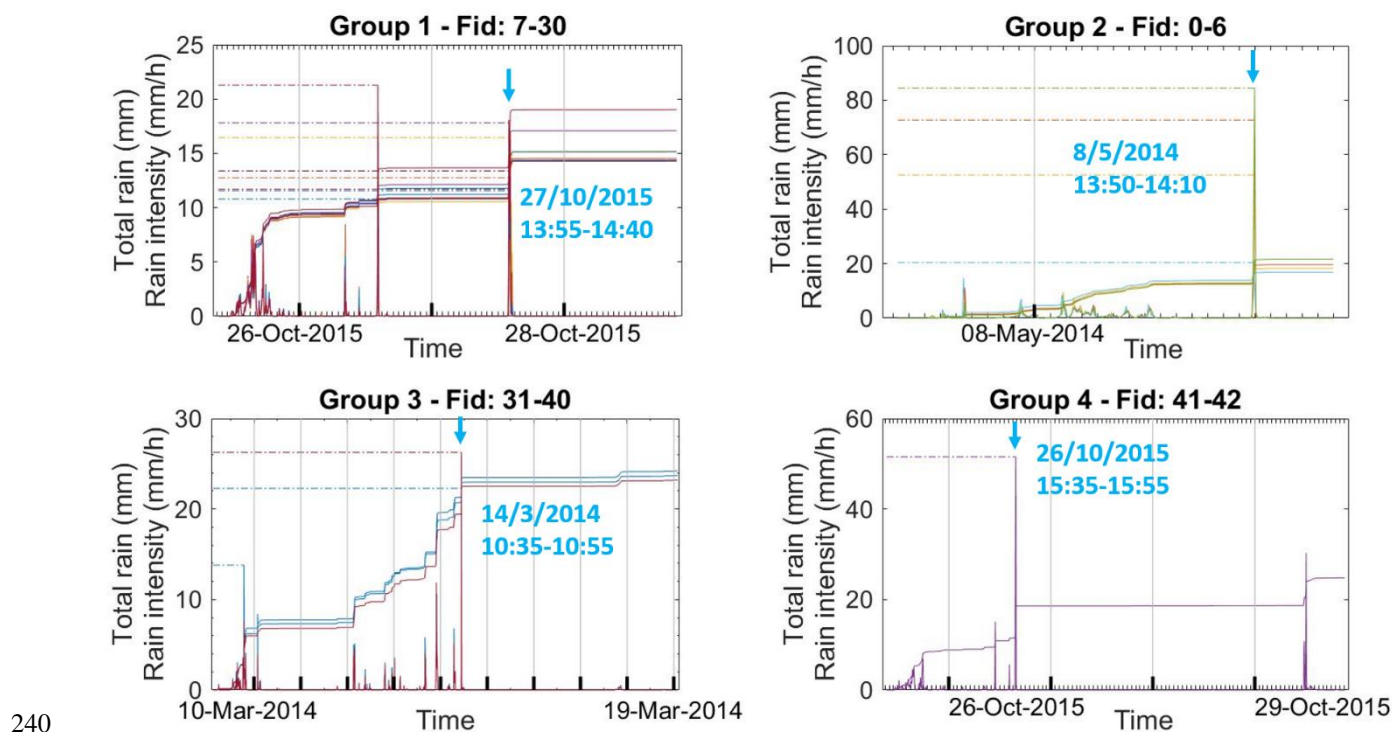 Group 1 - Fid: 7-30
25
20
15
10
5
0
Total rain (mm)
Rain intensity (mm/h)
27/10/2015
13:55-14:40
26-Oct-2015
28-Oct-2015
Time
Group 2 - Fid: 0-6
100
80
60
40
20
0
Total rain (mm)
Rain intensity (mm/h)
8/5/2014
13:50-14:10
08-May-2014
Time
Group 3 - Fid: 31-40
30
20
10
0
Total rain (mm)
Rain intensity (mm/h)
14/3/2014
10:35-10:55
10-Mar-2014
19-Mar-2014
Time
Group 4 - Fid: 41-42
60
40
20
0
Total rain (mm)
Rain intensity (mm/h)
26/10/2015
15:35-15:55
26-Oct-2015
29-Oct-2015
Time
240